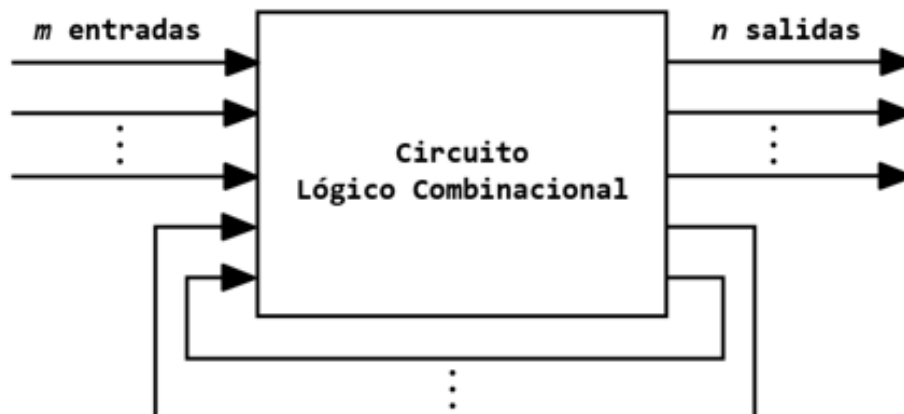 m entradas
n salidas
Circuito
Lógico Combinacional